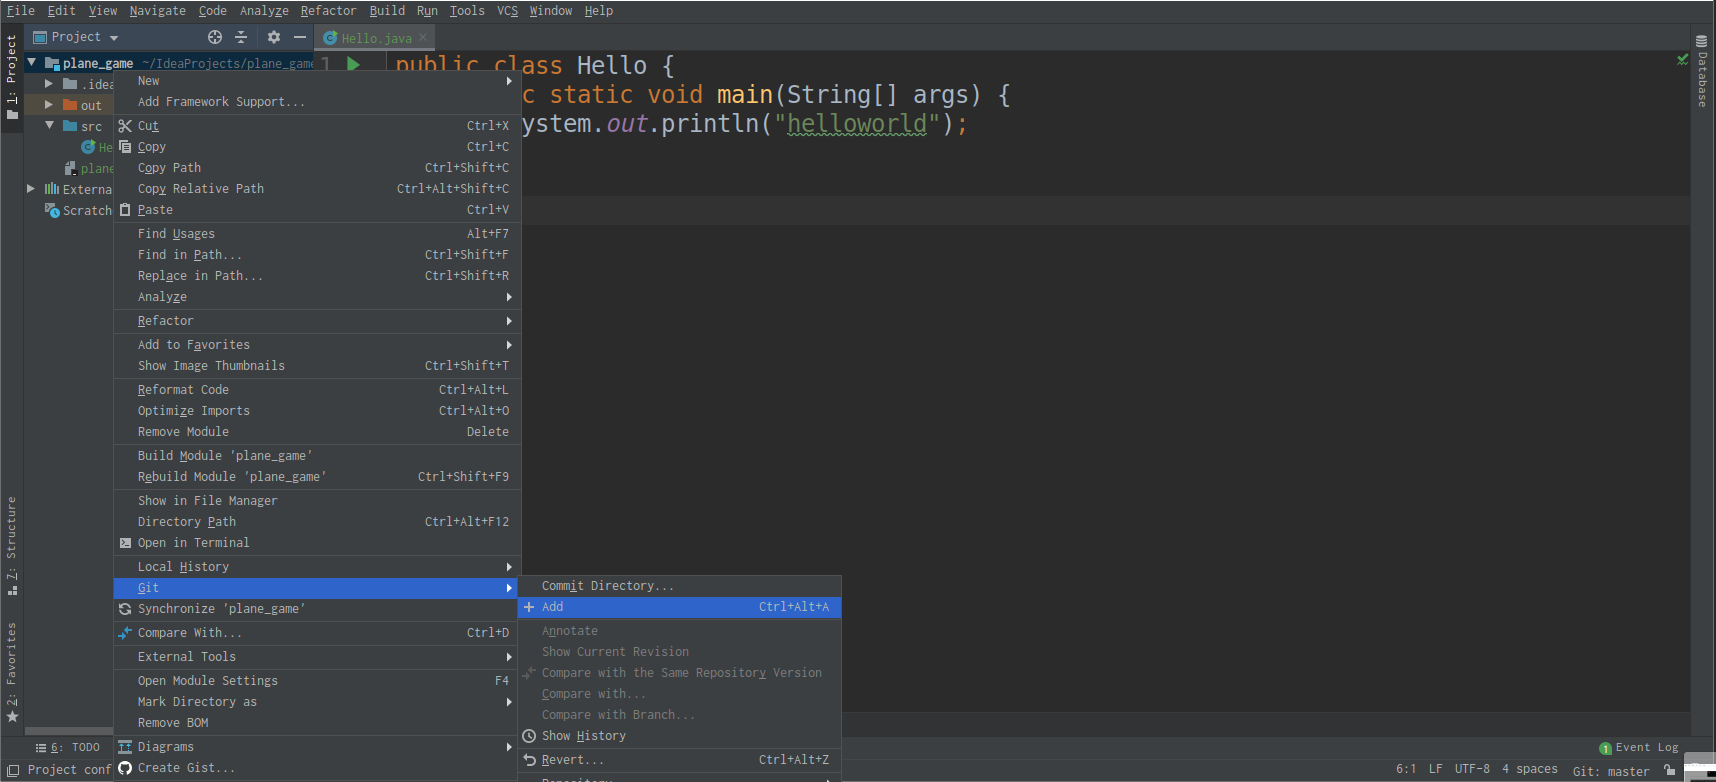 File Edit View Navigate Code Analyze Refactor Build Run Tools VCS Window Help
Project
Hello.java
1: Project
plane_game ~/IdeaProjects/plane_game
.idea
out
src
He
plane
Externa
Scratch
7: Structure
2: Favorites
1
public class Hello {
c static void main(String[] args) {
ystem.out.println("helloworld");
Database
New
Add Framework Support...
Cut Ctrl+X
Copy Ctrl+C
Copy Path Ctrl+Shift+C
Copy Relative Path Ctrl+Alt+Shift+C
Paste Ctrl+V
Find Usages Alt+F7
Find in Path... Ctrl+Shift+F
Replace in Path... Ctrl+Shift+R
Analyze
Refactor
Add to Favorites
Show Image Thumbnails Ctrl+Shift+T
Reformat Code Ctrl+Alt+L
Optimize Imports Ctrl+Alt+O
Remove Module Delete
Build Module 'plane_game'
Rebuild Module 'plane_game' Ctrl+Shift+F9
Show in File Manager
Directory Path Ctrl+Alt+F12
Open in Terminal
Local History
Git
Synchronize 'plane_game'
Compare With... Ctrl+D
External Tools
Open Module Settings F4
Mark Directory as
Remove BOM
Diagrams
Create Gist...
Commit Directory...
Add Ctrl+Alt+A
Annotate
Show Current Revision
Compare with the Same Repository Version
Compare with...
Compare with Branch...
Show History
Revert... Ctrl+Alt+Z
Repository
6: TODO
1 Event Log
Project conf
6:1 LF UTF-8 4 spaces Git: master